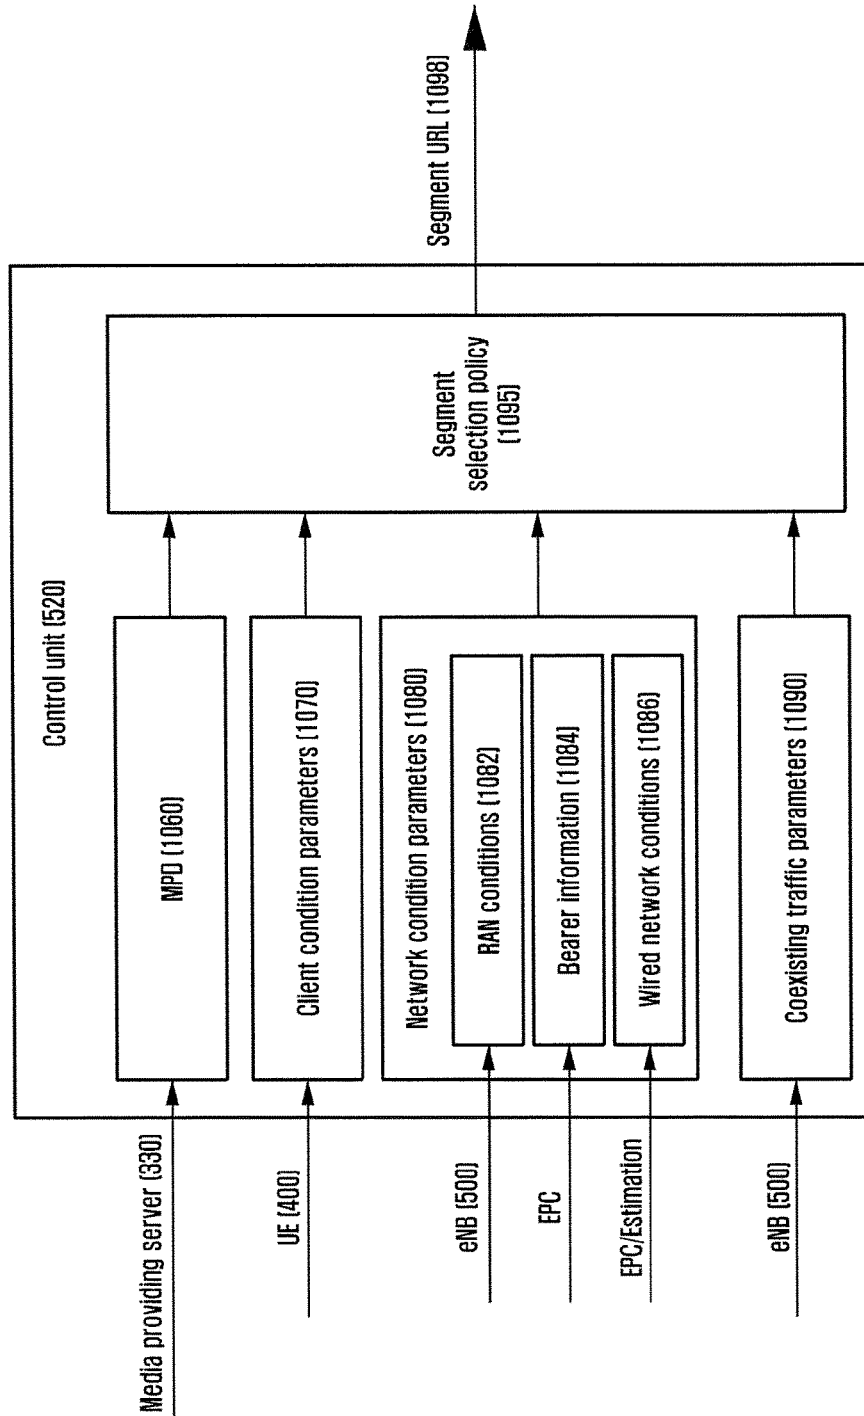 Control unit (520)
Media providing server (330)
MPD (1060)
UE (400)
Client condition parameters (1070)
Network condition parameters (1080)
eNB (500)
RAN conditions (1082)
EPC
Bearer information (1084)
EPC/Estimation
Wired network conditions (1086)
eNB (500)
Coexisting traffic parameters (1090)
Segment
selection policy
(1095)
Segment URL (1098)